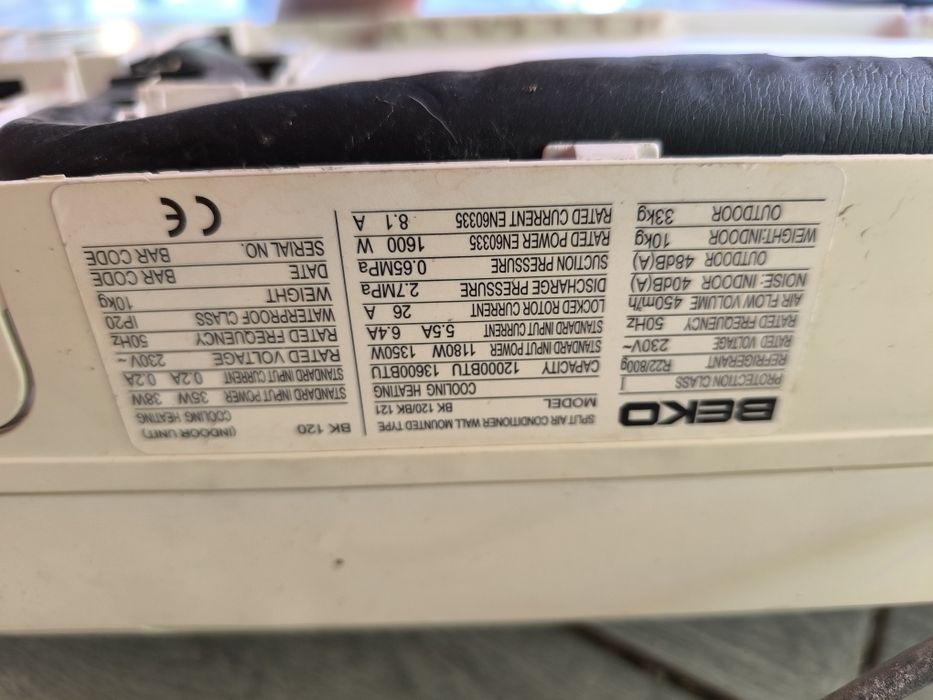 BEKO
PROTECTION CLASS I
REFRIGERANT R22/800g
RATED VOLTAGE 230V~
RATED FREQUENCY 50Hz
AIR FLOW VOLUME 450m³/h
NOISE: INDOOR 40dB(A)
OUTDOOR 48dB(A)
WEIGHT:INDOOR 10kg
OUTDOOR 33kg
SPLIT AIR CONDITIONER WALL MOUNTED TYPE
MODEL BK 120/BK 121
COOLING HEATING
CAPACITY 12000BTU 13600BTU
STANDARD INPUT POWER 1180W 1350W
STANDARD INPUT CURRENT 5.5A 6.4A
LOCKED ROTOR CURRENT 26 A
DISCHARGE PRESSURE 2.7MPa
SUCTION PRESSURE 0.65MPa
RATED POWER EN60335 1600 W
RATED CURRENT EN60335 8.1 A
BK 120 (INDOOR UNIT)
COOLING HEATING
STANDARD INPUT POWER 35W 38W
STANDARD INPUT CURRENT 0.2A 0.2A
RATED VOLTAGE 230V~
RATED FREQUENCY 50Hz
WATERPROOF CLASS IP20
WEIGHT 10kg
DATE BAR CODE
SERIAL NO. BAR CODE
CE